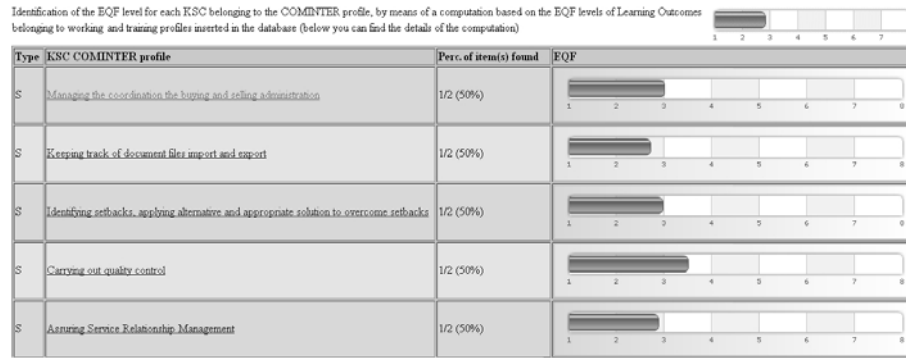 Identification of the EQF level for each KSC belonging to the COMINTER profile, by means of a computation based on the EQF levels of Learning Outcomes
belonging to working and training profiles inserted in the database (below you can find the details of the computation)
1 2 3 4 5 6 7
Type KSC COMINTER profile Perc. of item(s) found EQF
S Managing the coordination the buying and selling administration 1/2 (50%)
1 2 3 4 5 6 7 8
S Keeping track of document files import and export 1/2 (50%)
1 2 3 4 5 6 7 8
S Identifying setbacks, applying alternative and appropriate solution to overcome setbacks 1/2 (50%)
1 2 3 4 5 6 7 8
S Carrying out quality control 1/2 (50%)
1 2 3 4 5 6 7 8
S Assuring Service Relationship Management 1/2 (50%)
1 2 3 4 5 6 7 8